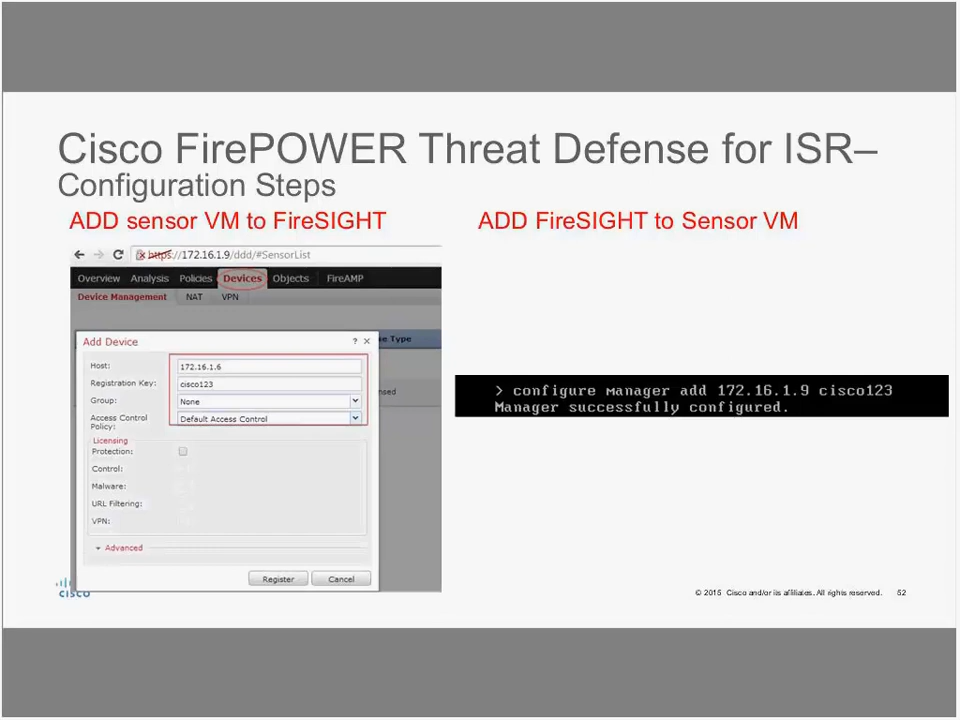 Cisco FirePOWER Threat Defense for ISR–
Configuration Steps
ADD sensor VM to FireSIGHT
https://172.16.1.9/ddd/#SensorList
Overview Analysis Policies Devices Objects FireAMP
Device Management NAT VPN
Add Device ? ×
Type
Host: 172.16.1.6
Registration Key: cisco123
Group: None
Access Control Policy: Default Access Control
Licensing
Protection:
Control:
Malware:
URL Filtering:
VPN:
Advanced
Register Cancel
ADD FireSIGHT to Sensor VM
> configure manager add 172.16.1.9 cisco123
Manager successfully configured.
CISCO
© 2015 Cisco and/or its affiliates. All rights reserved. 52